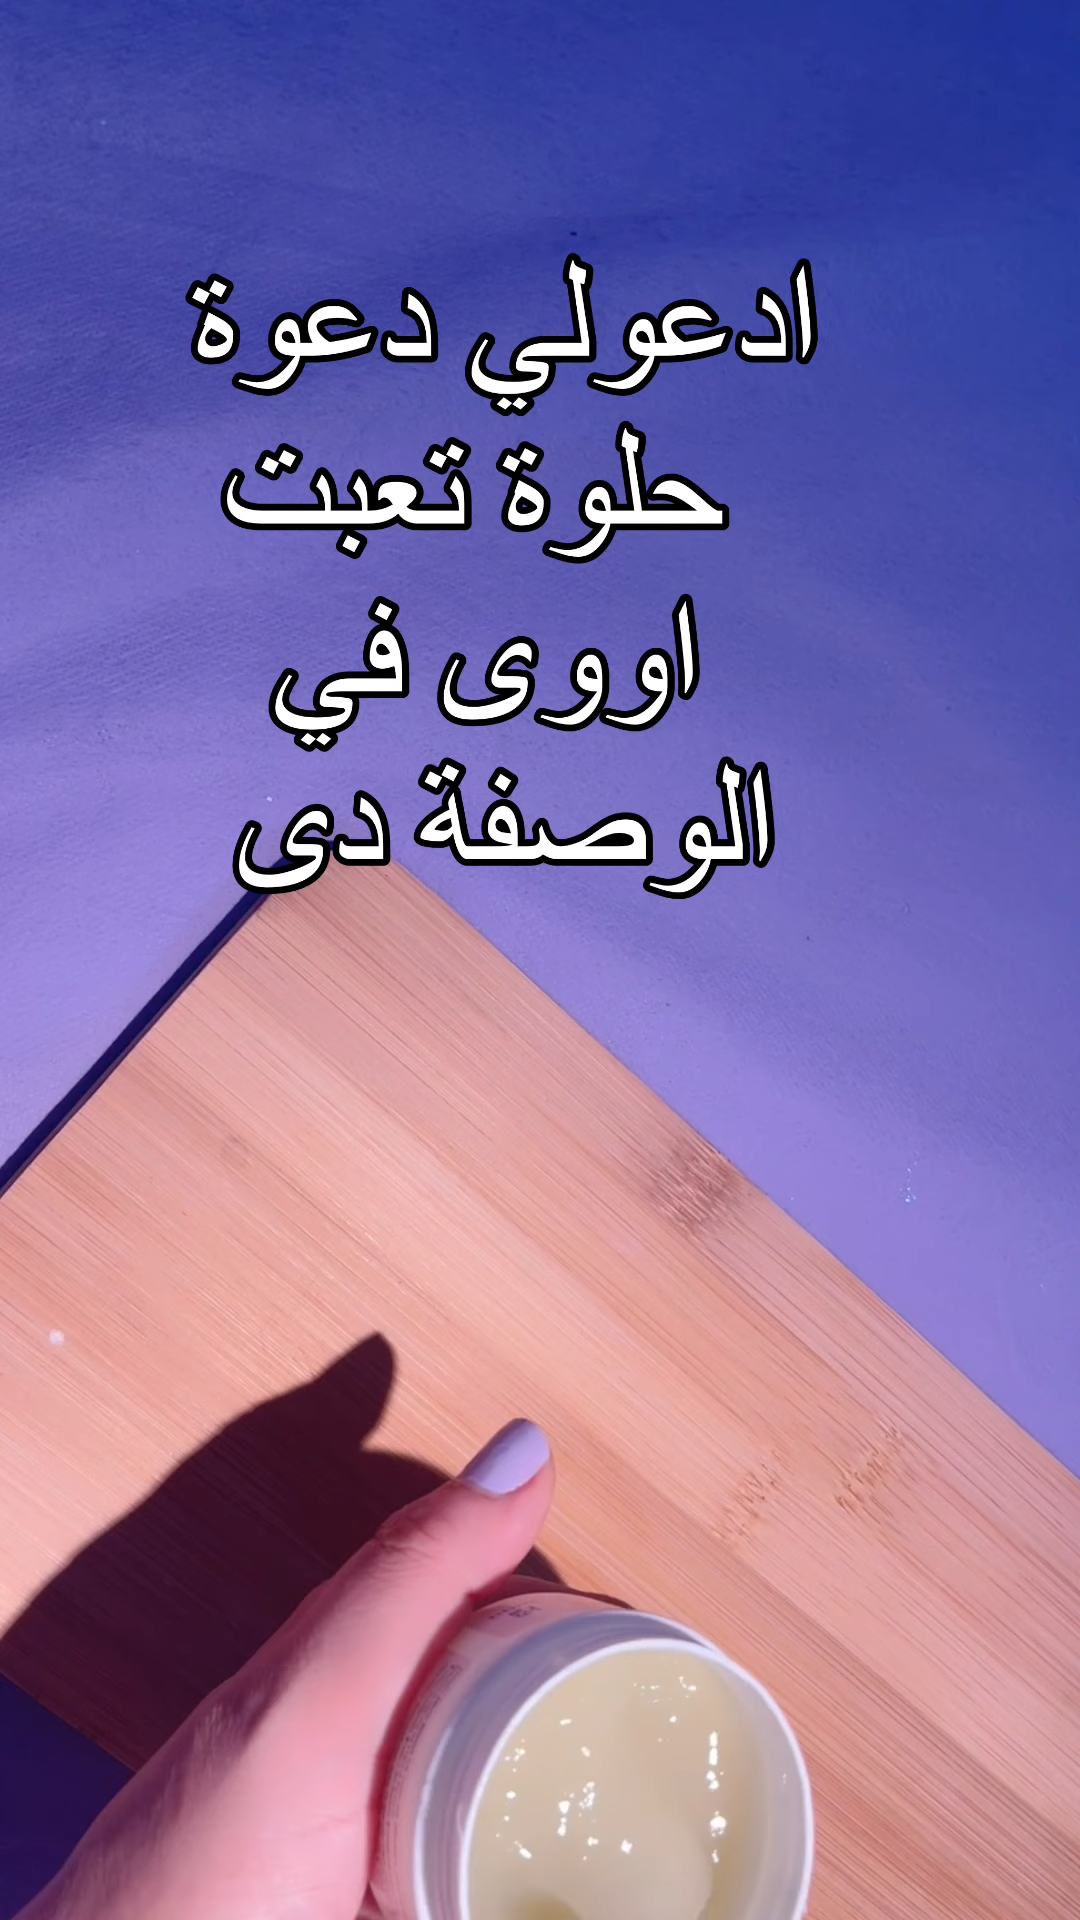 ادعولي دعوة
حلوة تعبت
اووى في
الوصفة دى